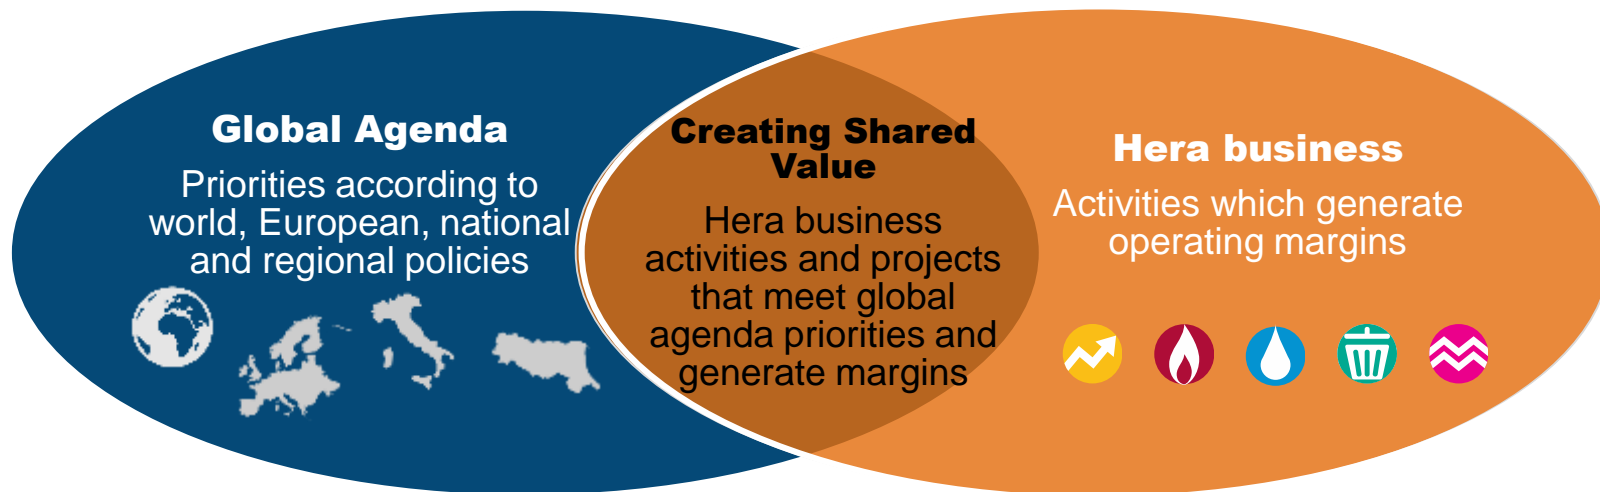 Global Agenda
Priorities according to
world, European, national
and regional policies
Creating Shared
Value
Hera business
activities and projects
that meet global
agenda priorities and
generate margins
Hera business
Activities which generate
operating margins